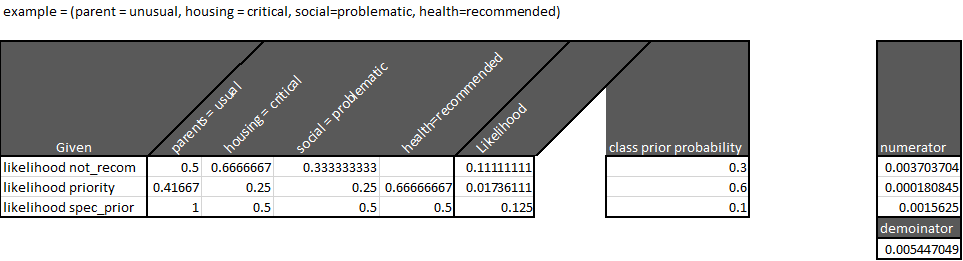 example = (parent = unusual, housing = critical, social=problematic, health=recommended)
Given parents = usual housing = critical social = problematic health=recommended Likelihood class prior probability numerator
likelihood not_recom 0.5 0.6666667 0.333333333 0.11111111 0.3 0.003703704
likelihood priority 0.41667 0.25 0.25 0.66666667 0.01736111 0.6 0.000180845
likelihood spec_prior 1 0.5 0.5 0.5 0.125 0.1 0.0015625
demoinator
0.005447049